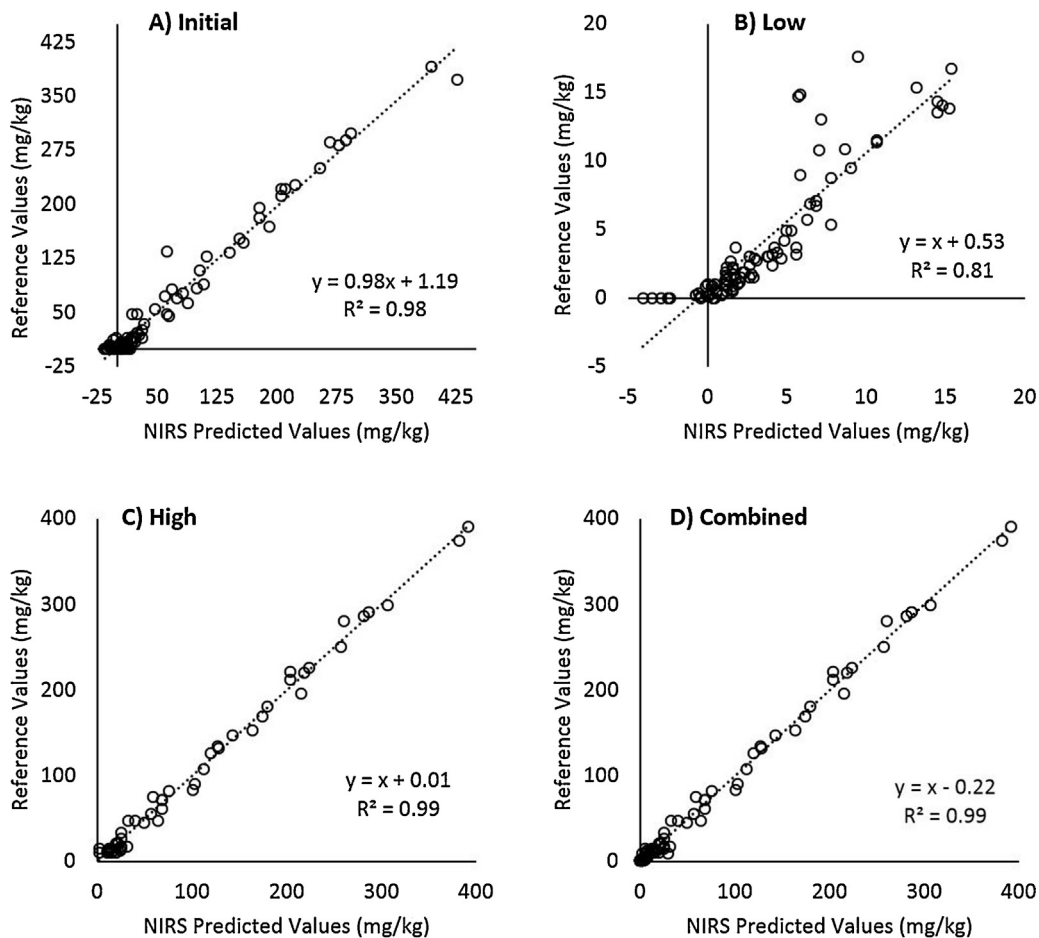 A) Initial
Reference Values (mg/kg)
425
350
275
200
125
50
-25
y = 0.98x + 1.19
R² = 0.98
-25 50 125 200 275 350 425
NIRS Predicted Values (mg/kg)
B) Low
Reference Values (mg/kg)
20
15
10
5
0
-5
y = x + 0.53
R² = 0.81
-5 0 5 10 15 20
NIRS Predicted Values (mg/kg)
C) High
Reference Values (mg/kg)
400
300
200
100
0
y = x + 0.01
R² = 0.99
0 100 200 300 400
NIRS Predicted Values (mg/kg)
D) Combined
Reference Values (mg/kg)
400
300
200
100
0
y = x - 0.22
R² = 0.99
0 100 200 300 400
NIRS Predicted Values (mg/kg)